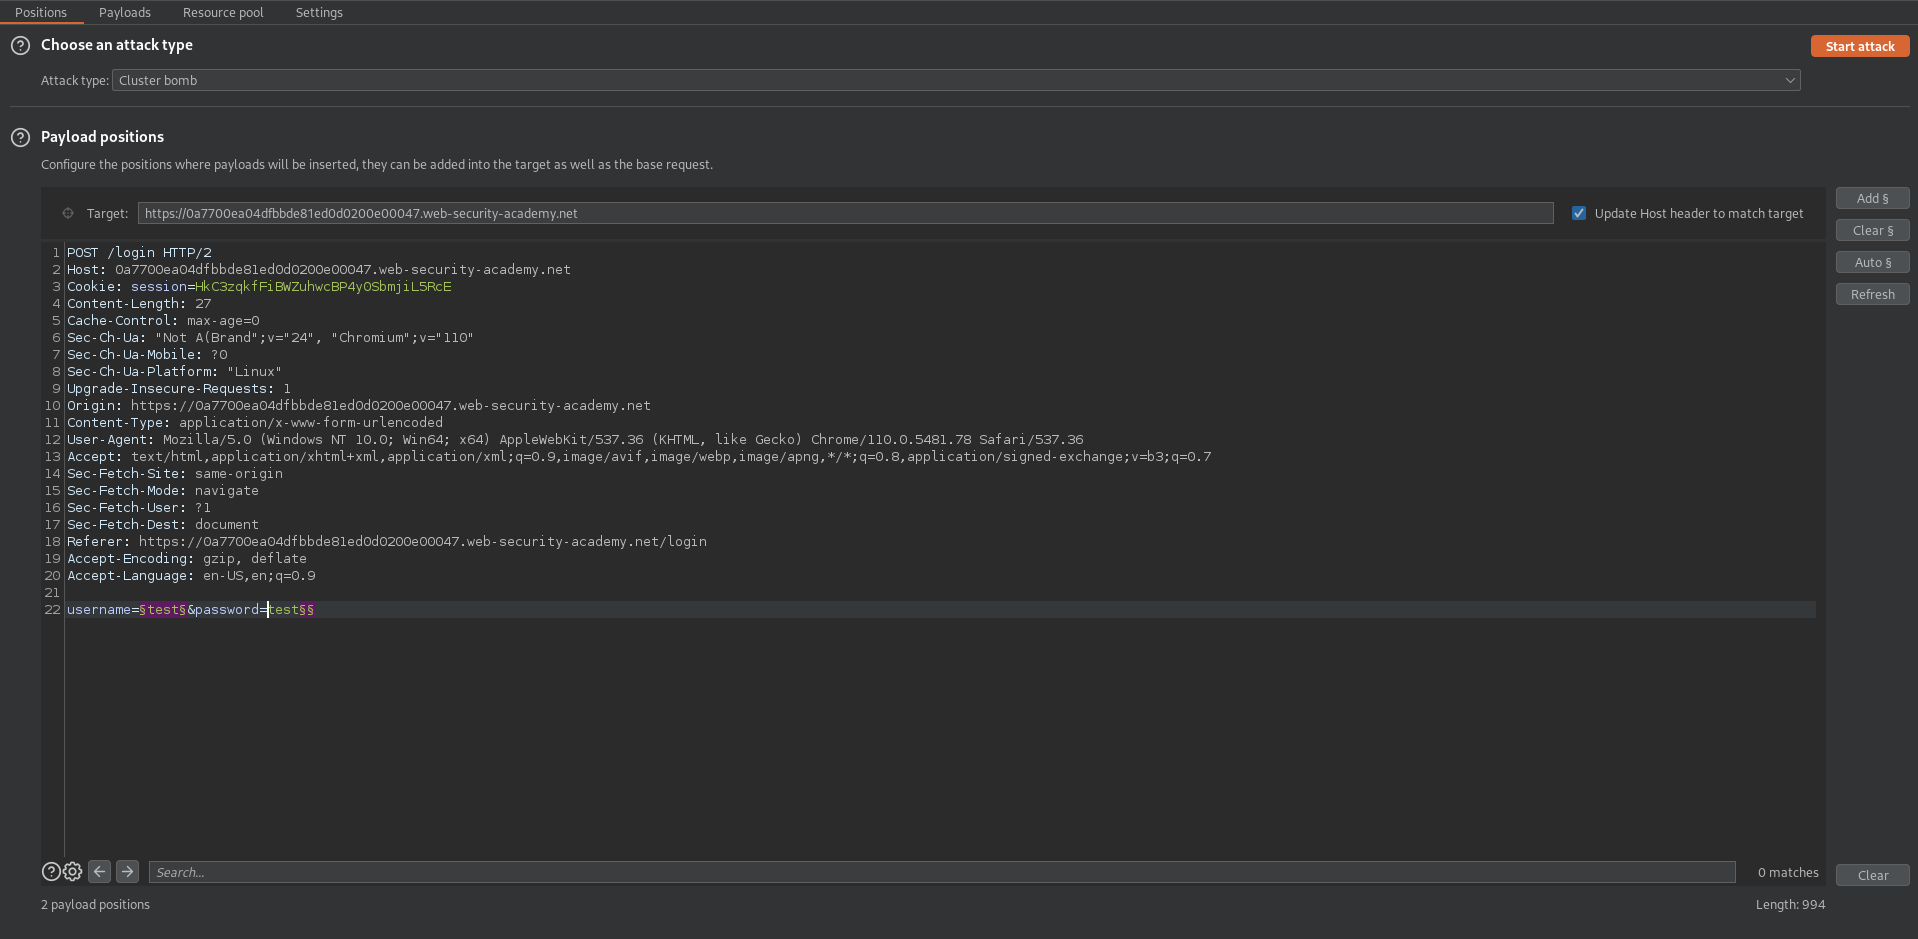 Positions Payloads Resource pool Settings
Choose an attack type
Start attack
Attack type: Cluster bomb
Payload positions
Configure the positions where payloads will be inserted, they can be added into the target as well as the base request.
Target: https://0a7700ea04dfbbde81ed0d0200e00047.web-security-academy.net
Update Host header to match target
Add §
Clear §
Auto §
Refresh
1 POST /login HTTP/2
2 Host: 0a7700ea04dfbbde81ed0d0200e00047.web-security-academy.net
3 Cookie: session=HkC3zqkfFiBWZuhwcBP4yOSbmjiL5RcE
4 Content-Length: 27
5 Cache-Control: max-age=0
6 Sec-Ch-Ua: "Not A(Brand";v="24", "Chromium";v="110"
7 Sec-Ch-Ua-Mobile: ?0
8 Sec-Ch-Ua-Platform: "Linux"
9 Upgrade-Insecure-Requests: 1
10 Origin: https://0a7700ea04dfbbde81ed0d0200e00047.web-security-academy.net
11 Content-Type: application/x-www-form-urlencoded
12 User-Agent: Mozilla/5.0 (Windows NT 10.0; Win64; x64) AppleWebKit/537.36 (KHTML, like Gecko) Chrome/110.0.5481.78 Safari/537.36
13 Accept: text/html,application/xhtml+xml,application/xml;q=0.9,image/avif,image/webp,image/apng,*/*;q=0.8,application/signed-exchange;v=b3;q=0.7
14 Sec-Fetch-Site: same-origin
15 Sec-Fetch-Mode: navigate
16 Sec-Fetch-User: ?1
17 Sec-Fetch-Dest: document
18 Referer: https://0a7700ea04dfbbde81ed0d0200e00047.web-security-academy.net/login
19 Accept-Encoding: gzip, deflate
20 Accept-Language: en-US,en;q=0.9
21
22 username=§test§&password=test§§
Search...
0 matches
Clear
2 payload positions
Length: 994